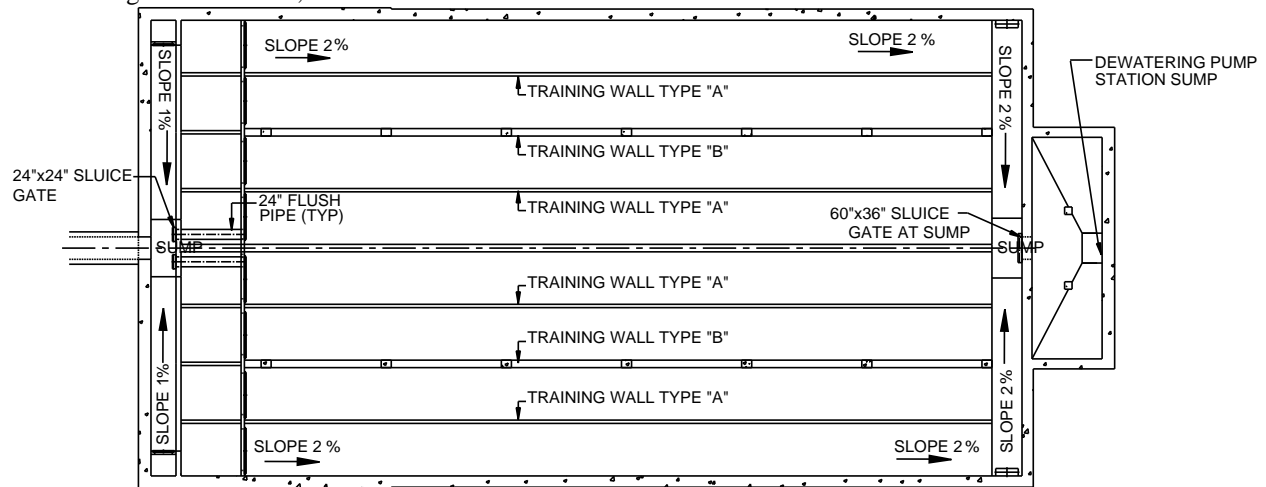 SLOPE 2%
SLOPE 2%
SLOPE 1%
SLOPE 2%
DEWATERING PUMP
STATION SUMP
TRAINING WALL TYPE "A"
TRAINING WALL TYPE "B"
24"x24" SLUICE
GATE
24" FLUSH
PIPE (TYP)
TRAINING WALL TYPE "A"
60"x36" SLUICE
GATE AT SUMP
SUMP
SUMP
TRAINING WALL TYPE "A"
TRAINING WALL TYPE "B"
SLOPE 1%
SLOPE 2%
TRAINING WALL TYPE "A"
SLOPE 2%
SLOPE 2%